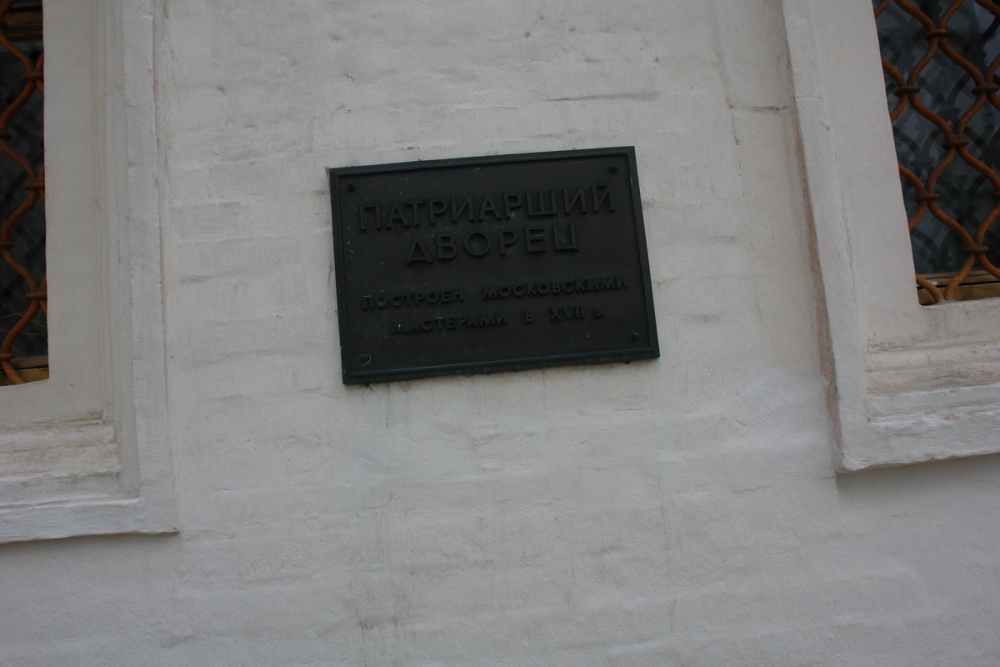 ПАТРИАРШИЙ
ДВОРЕЦ
ПОСТРОЕН МОСКОВСКИМИ
МАСТЕРАМИ В XVII в.